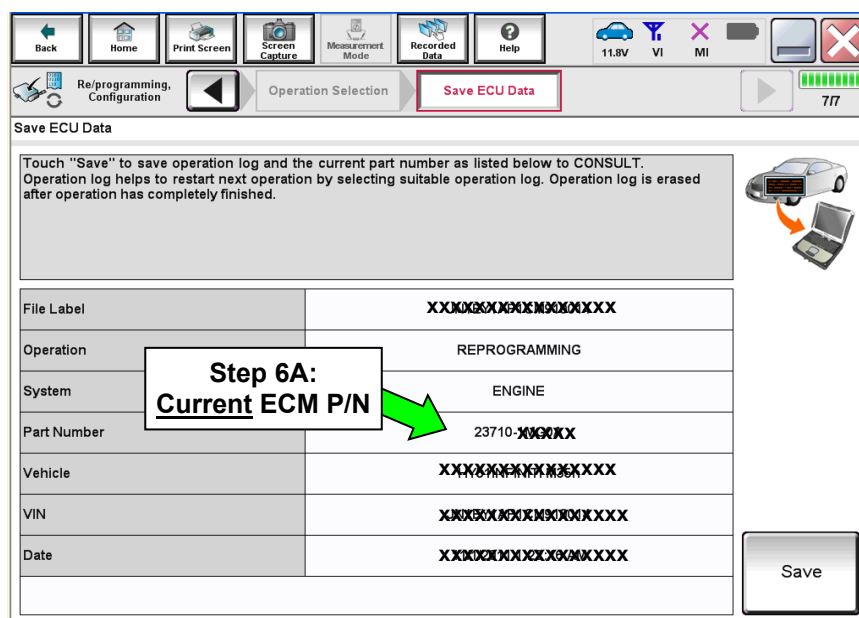 Back
Home
Print Screen
Screen Capture
Measurement Mode
Recorded Data
Help
11.8V
VI
MI
Re/programming, Configuration
Operation Selection
Save ECU Data
7/7
Save ECU Data
Touch "Save" to save operation log and the current part number as listed below to CONSULT.
Operation log helps to restart next operation by selecting suitable operation log. Operation log is erased
after operation has completely finished.
File Label
Operation
REPROGRAMMING
Step 6A:
Current ECM P/N
System
ENGINE
Part Number
23710-XXXXX
Vehicle
VIN
Date
Save